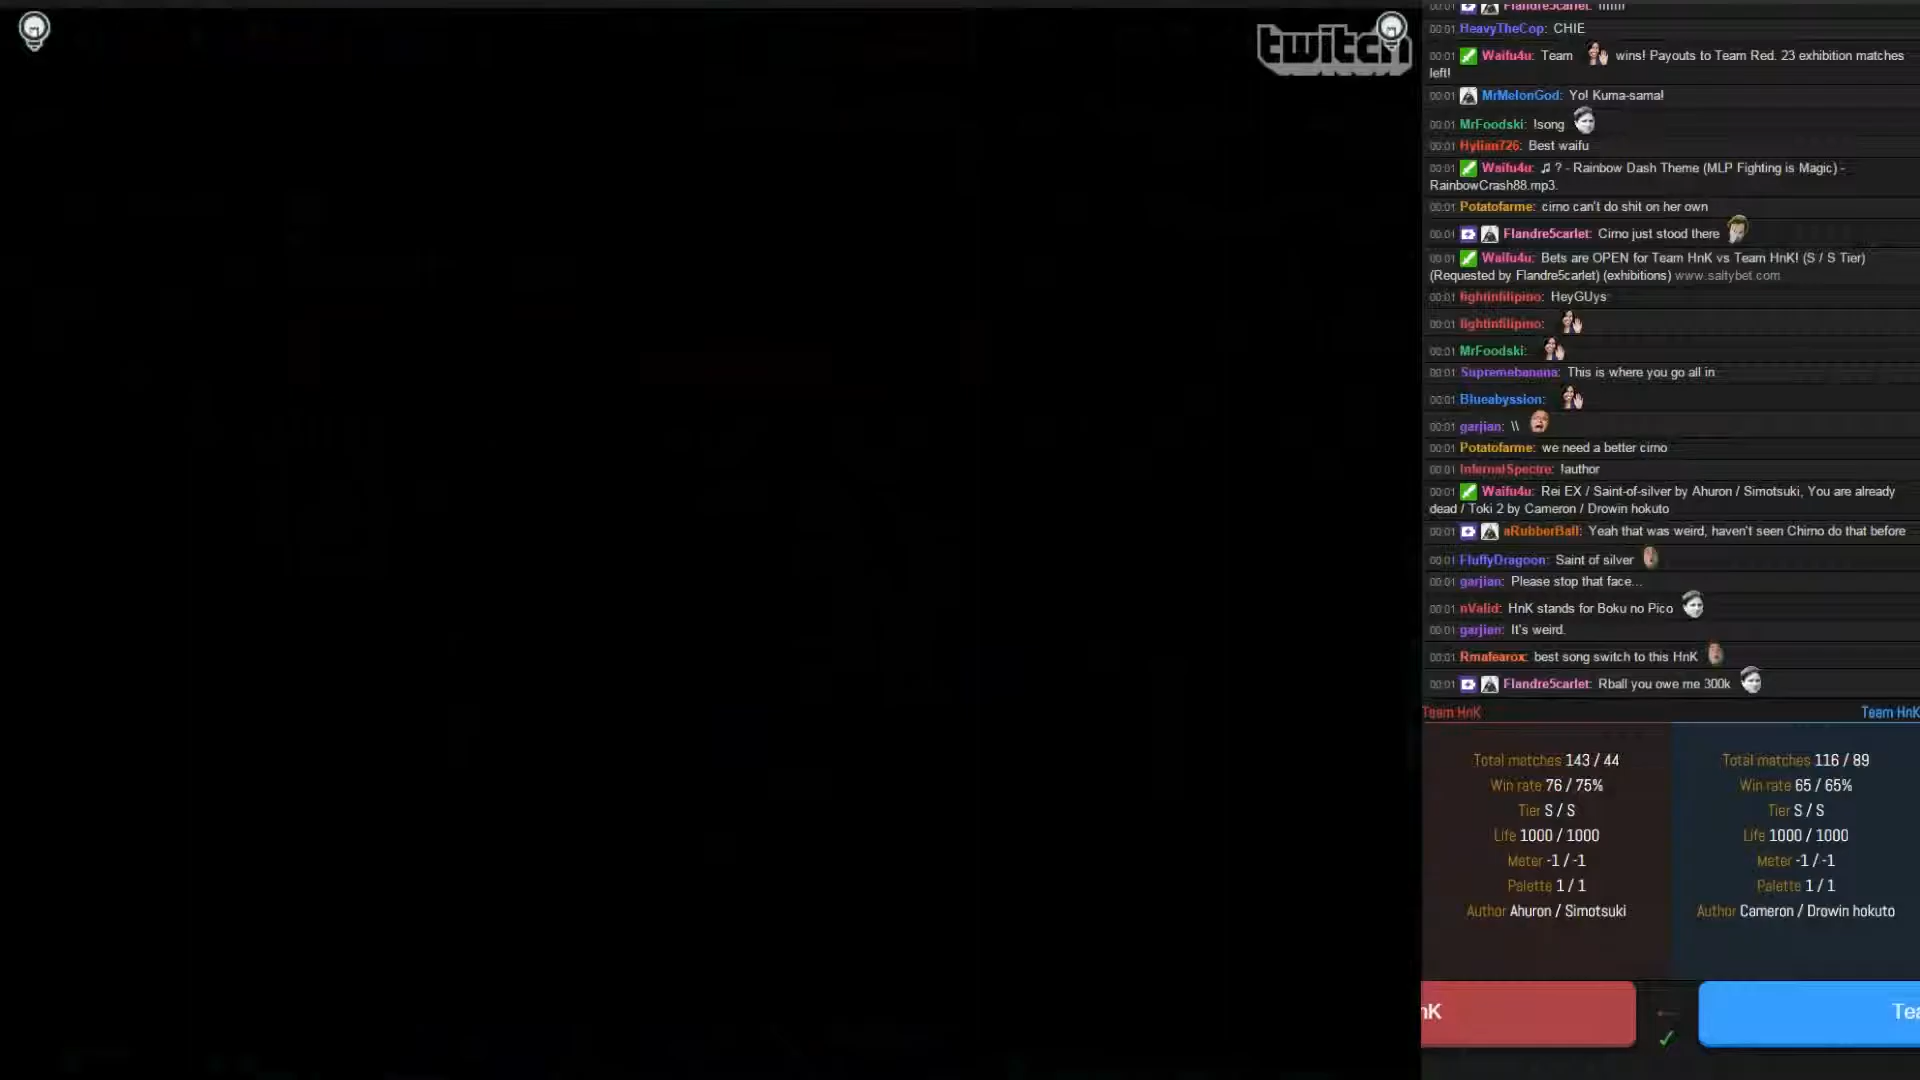 twitch
00:01 Flandre5carlet:
00:01 HeavyTheCop: CHIE
00:01 Waifu4u: Team wins! Payouts to Team Red. 23 exhibition matches
left!
00:01 MrMelonGod: Yo! Kuma-sama!
00:01 MrFoodski: !song
00:01 Hylian726: Best waifu
00:01 Waifu4u: ♫ ? - Rainbow Dash Theme (MLP Fighting is Magic) -
RainbowCrash88.mp3.
00:01 Potatofarme: cirno can't do shit on her own
00:01 Flandre5carlet: Cirno just stood there
00:01 Waifu4u: Bets are OPEN for Team HnK vs Team HnK! (S / S Tier)
(Requested by Flandre5carlet) (exhibitions) www.saltybet.com
00:01 lightinfilipino: HeyGUys
00:01 lightinfilipino:
00:01 MrFoodski:
00:01 Supremebanana: This is where you go all in
00:01 Blueabyssion:
00:01 garjian: \\
00:01 Potatofarme: we need a better cirno
00:01 InfernalSpectre: !author
00:01 Waifu4u: Rei EX / Saint-of-silver by Ahuron / Simotsuki, You are already
dead / Toki 2 by Cameron / Drowin hokuto
00:01 aRubberBall: Yeah that was weird, haven't seen Chirno do that before
00:01 FluffyDragoon: Saint of silver
00:01 garjian: Please stop that face...
00:01 nValid: HnK stands for Boku no Pico
00:01 garjian: It's weird.
00:01 Rmafearox: best song switch to this HnK
00:01 Flandre5carlet: Rball you owe me 300k
Team HnK Team HnK
Total matches 143 / 44 Total matches 116 / 89
Win rate 76 / 75% Win rate 65 / 65%
Tier S / S Tier S / S
Life 1000 / 1000 Life 1000 / 1000
Meter -1 / -1 Meter -1 / -1
Palette 1 / 1 Palette 1 / 1
Author Ahuron / Simotsuki Author Cameron / Drowin hokuto
nK Tea